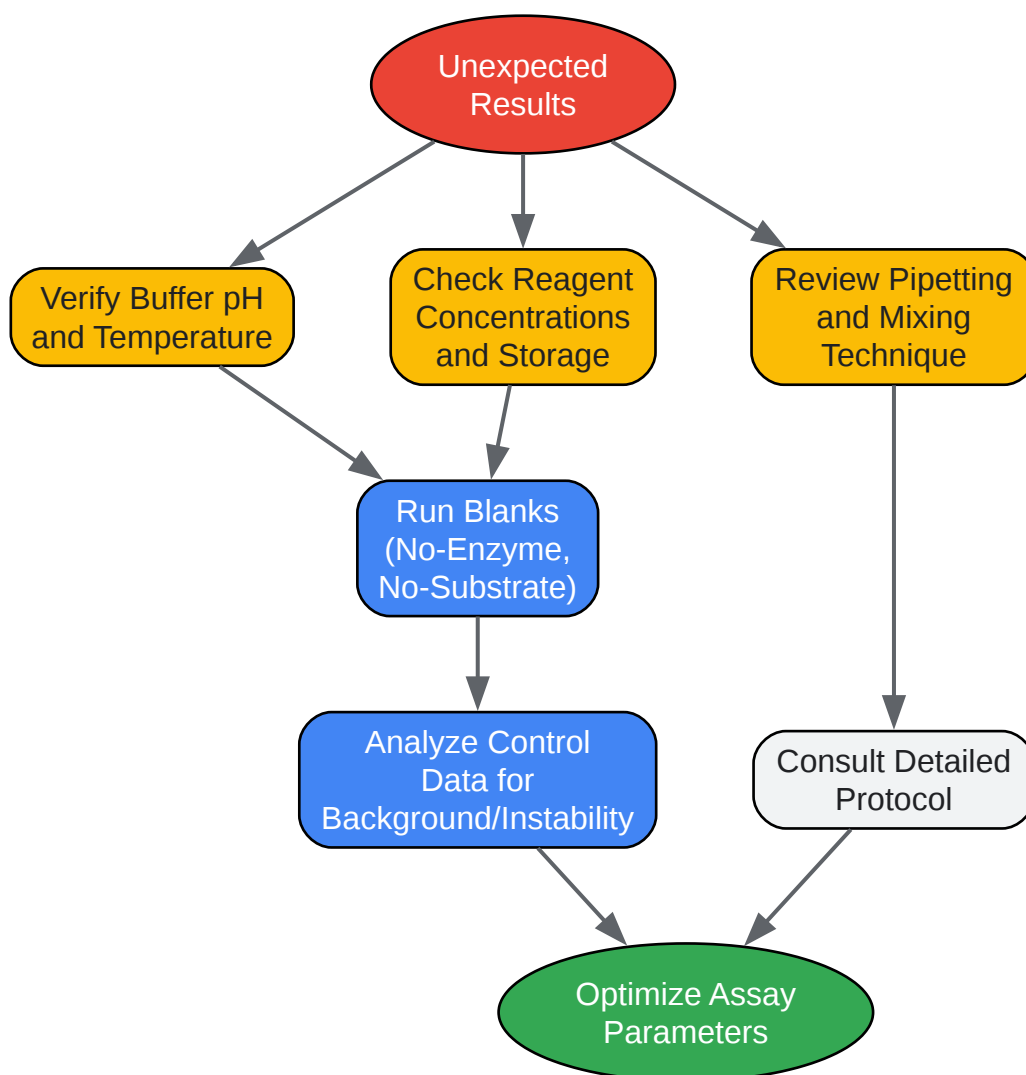 Unexpected
Results
Verify Buffer pH
and Temperature
Check Reagent
Concentrations
and Storage
Review Pipetting
and Mixing
Technique
Run Blanks
(No-Enzyme,
No-Substrate)
Analyze Control
Data for
Background/Instability
Consult Detailed
Protocol
Optimize Assay
Parameters